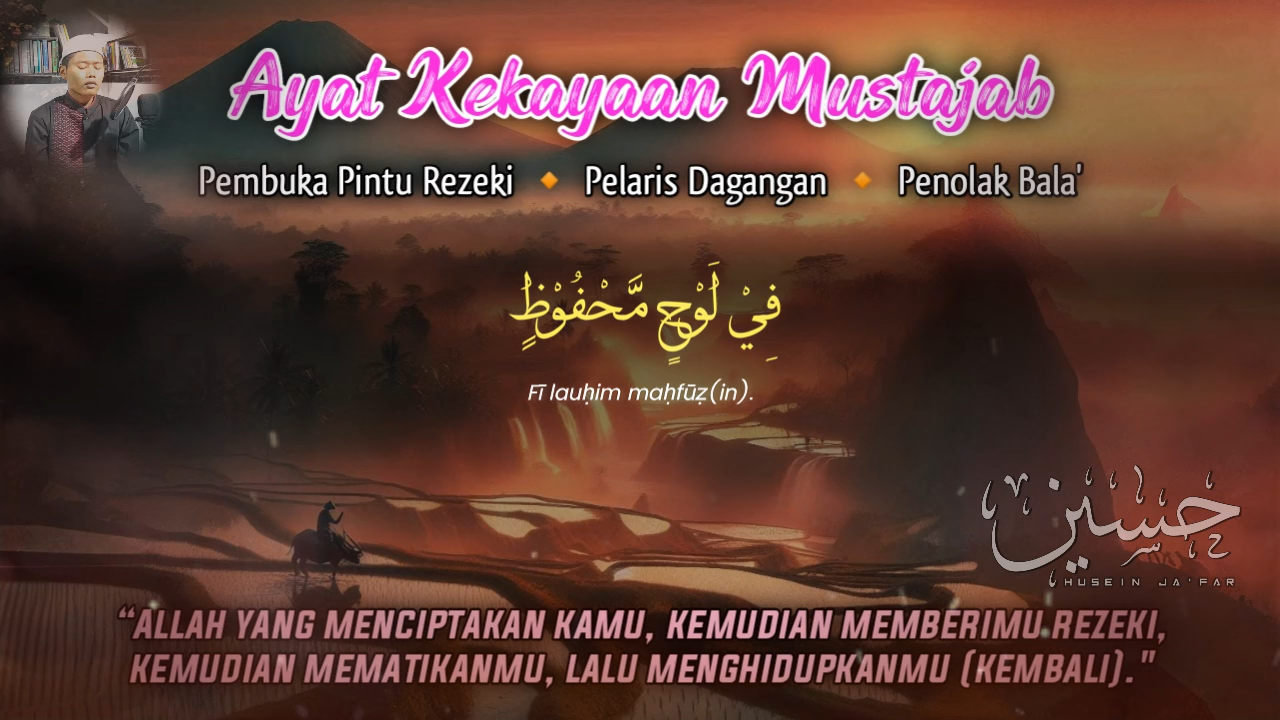 Ayat Kekayaan Mustajab
Pembuka Pintu Rezeki 🔸 Pelaris Dagangan 🔸 Penolak Bala'
فِيْ لَوْحٍ مَّحْفُوْظٍ
Fī lauḥim maḥfūẓ(in).
حسين
HUSEIN JA'FAR
“ALLAH YANG MENCIPTAKAN KAMU, KEMUDIAN MEMBERIMU REZEKI,
KEMUDIAN MEMATIKANMU, LALU MENGHIDUPKANMU (KEMBALI)."